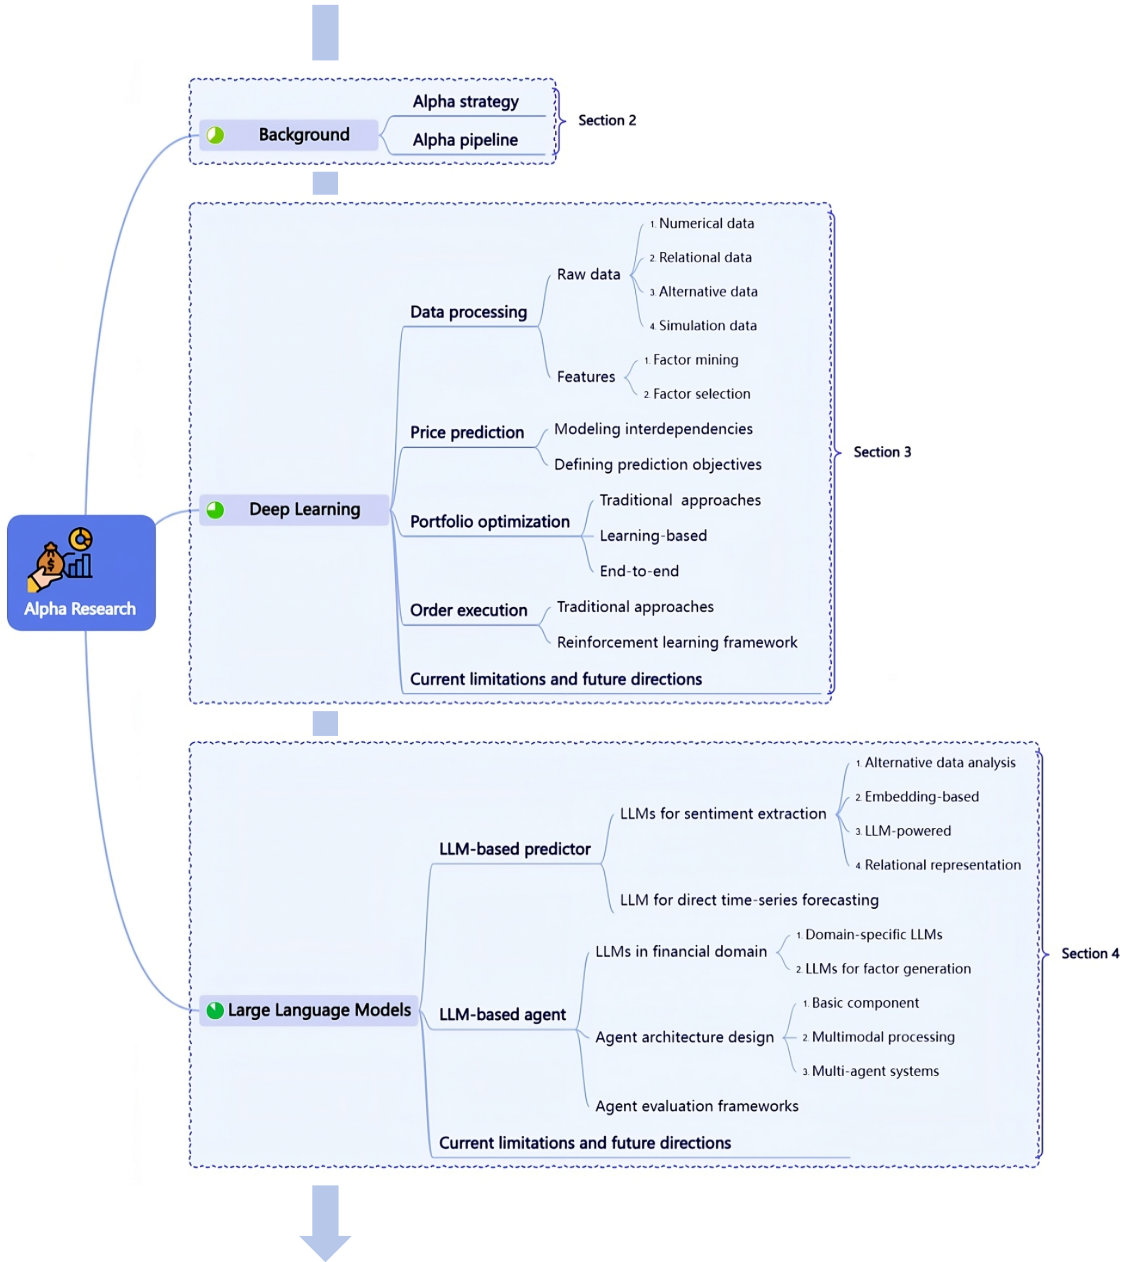 Alpha strategy
Background
Alpha pipeline
Section 2
1. Numerical data
2. Relational data
Raw data
3. Alternative data
4. Simulation data
Data processing
1. Factor mining
Features
2. Factor selection
Price prediction
Modeling interdependencies
Defining prediction objectives
Section 3
Deep Learning
Portfolio optimization
Traditional approaches
Learning-based
End-to-end
Order execution
Traditional approaches
Reinforcement learning framework
Current limitations and future directions
$
Alpha Research
1. Alternative data analysis
2. Embedding-based
LLMs for sentiment extraction
3. LLM-powered
4. Relational representation
LLM-based predictor
LLM for direct time-series forecasting
1. Domain-specific LLMs
LLMs in financial domain
2. LLMs for factor generation
Section 4
Large Language Models
LLM-based agent
1. Basic component
Agent architecture design
2. Multimodal processing
3. Multi-agent systems
Agent evaluation frameworks
Current limitations and future directions